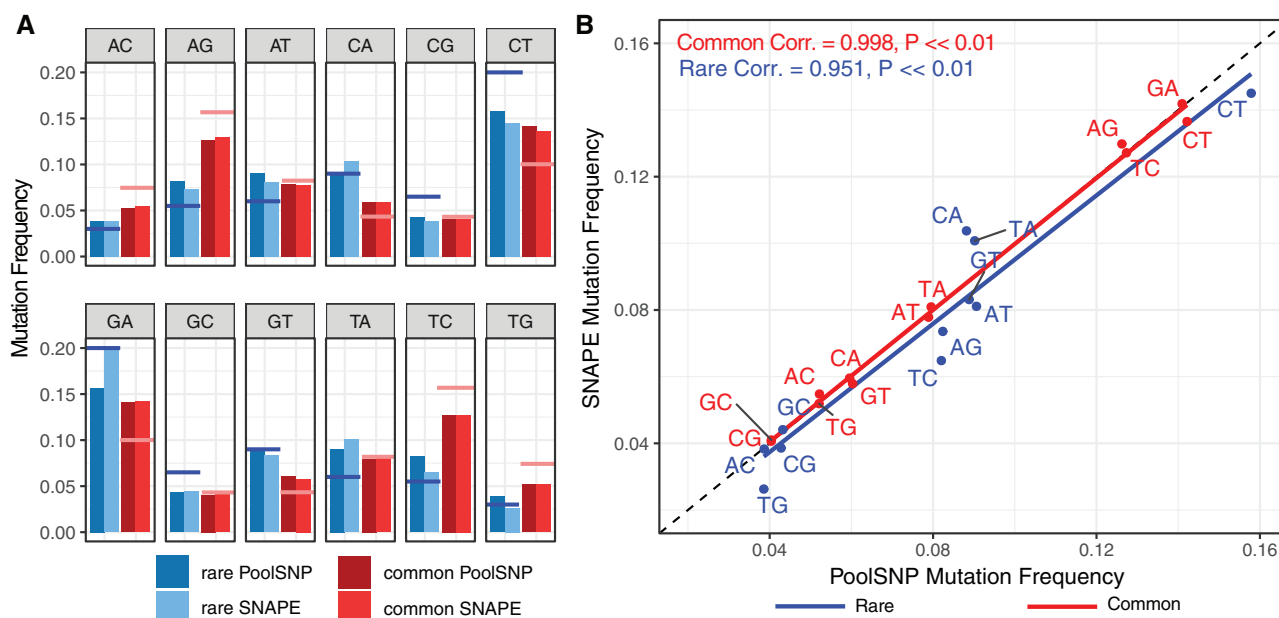 A
AC AG AT CA CG CT
0.20
0.15
0.10
0.05
0.00
Mutation Frequency
GA GC GT TA TC TG
0.20
0.15
0.10
0.05
0.00
rare PoolSNP
common PoolSNP
rare SNAPE
common SNAPE
B
Common Corr. = 0.998, P << 0.01
Rare Corr. = 0.951, P << 0.01
0.16
0.12
0.08
0.04
SNAPE Mutation Frequency
GA
CT
AG
CT
TC
CA
TA
GT
TA
AT
AT
AG
CA
TC
AC
GT
GC
GC
TG
CG
AC
CG
TG
0.04 0.08 0.12 0.16
PoolSNP Mutation Frequency
Rare
Common